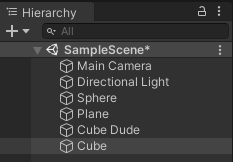 Hierarchy
All
SampleScene*
Main Camera
Directional Light
Sphere
Plane
Cube Dude
Cube